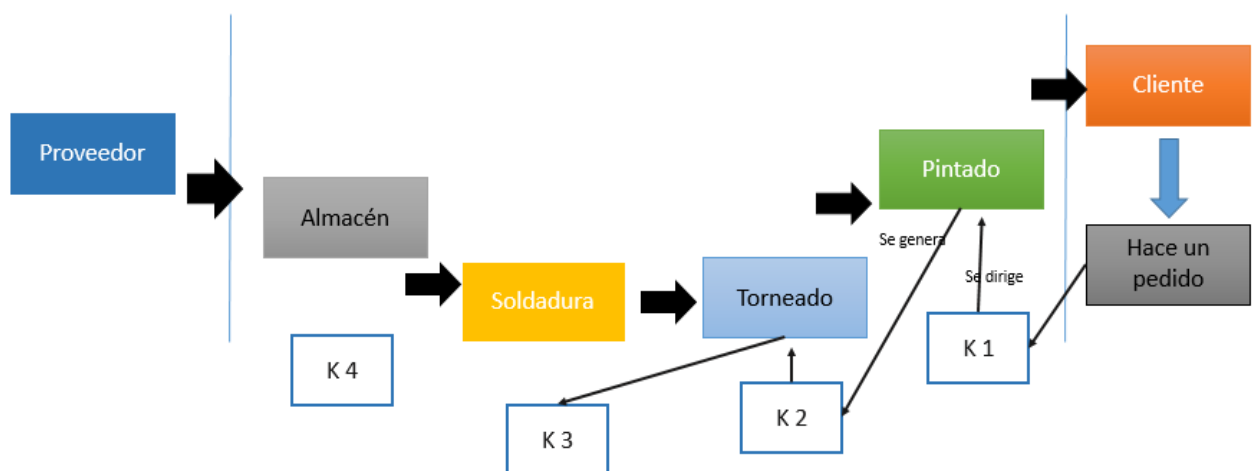 Proveedor
Almacén
Soldadura
Torneado
Pintado
Cliente
Hace un
pedido
Se genera
Se dirige
K 1
K 2
K 3
K 4